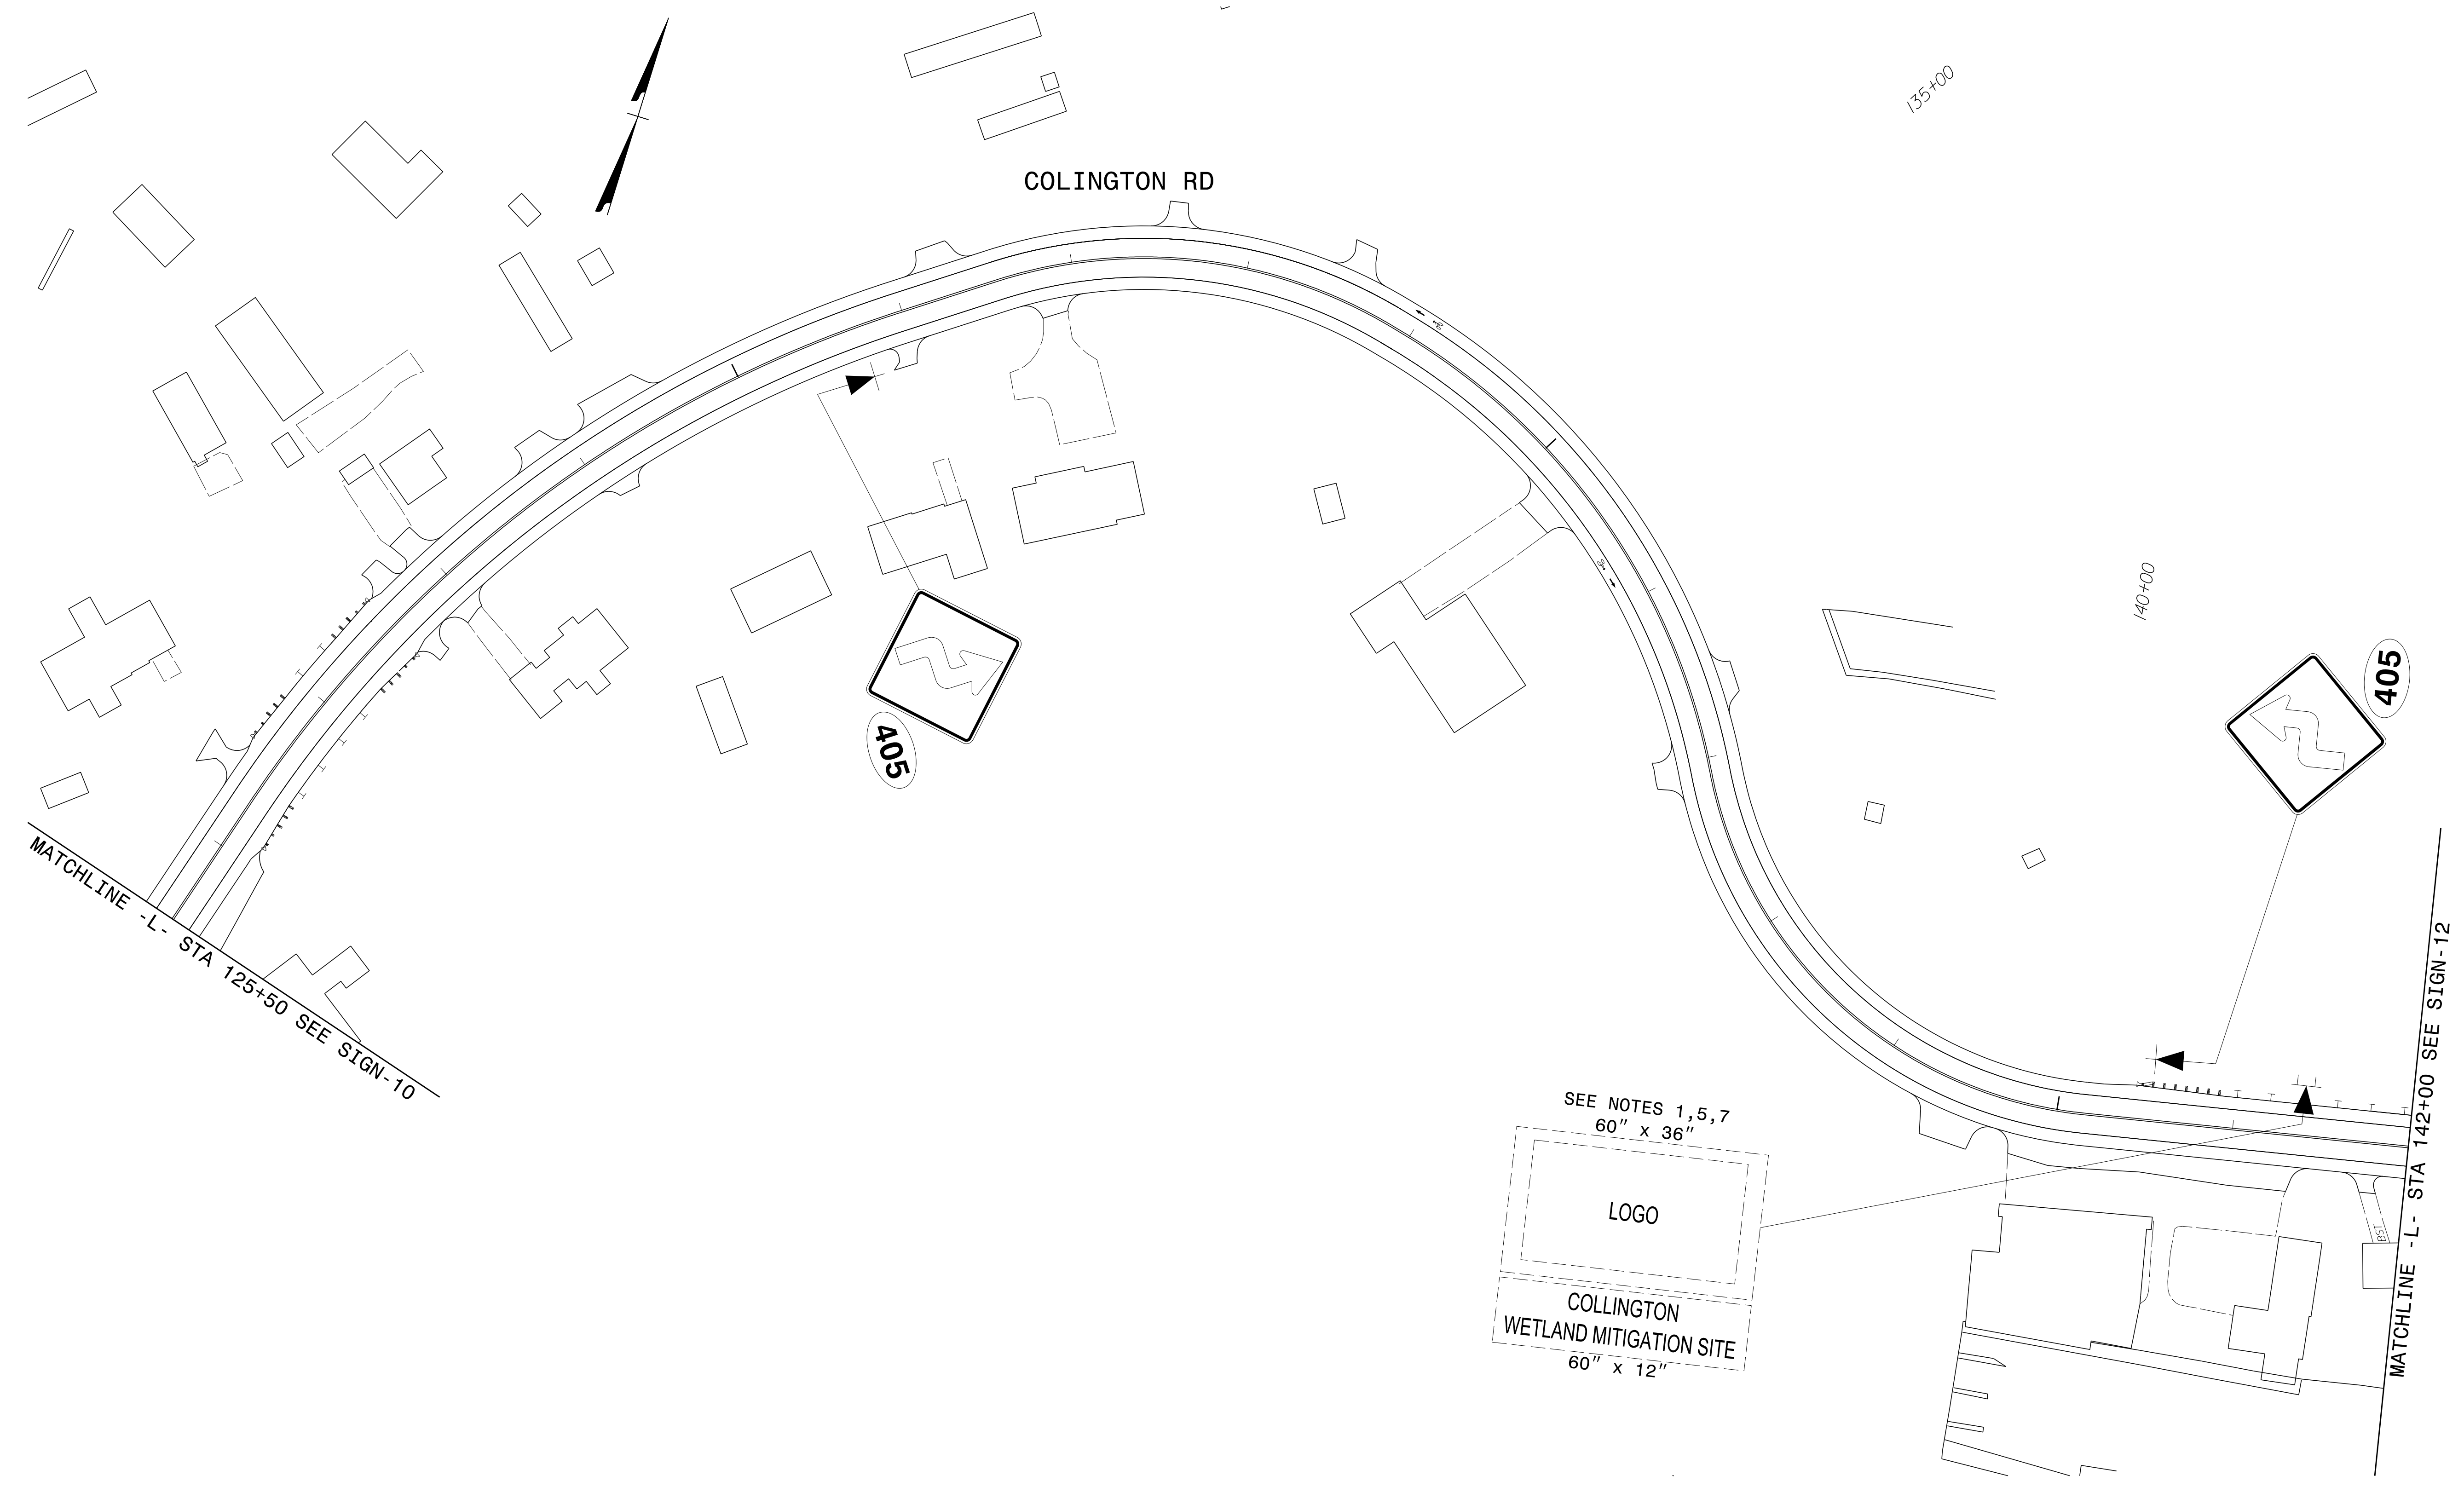 135+00
COLINGTON RD
140+00
405
405
MATCHLINE -L- STA 125+50 SEE SIGN-10
MATCHLINE -L- STA 142+00 SEE SIGN-12
SEE NOTES 1,5,7
60" x 36"
LOGO
COLLINGTON
WETLAND MITIGATION SITE
60" x 12"
BST